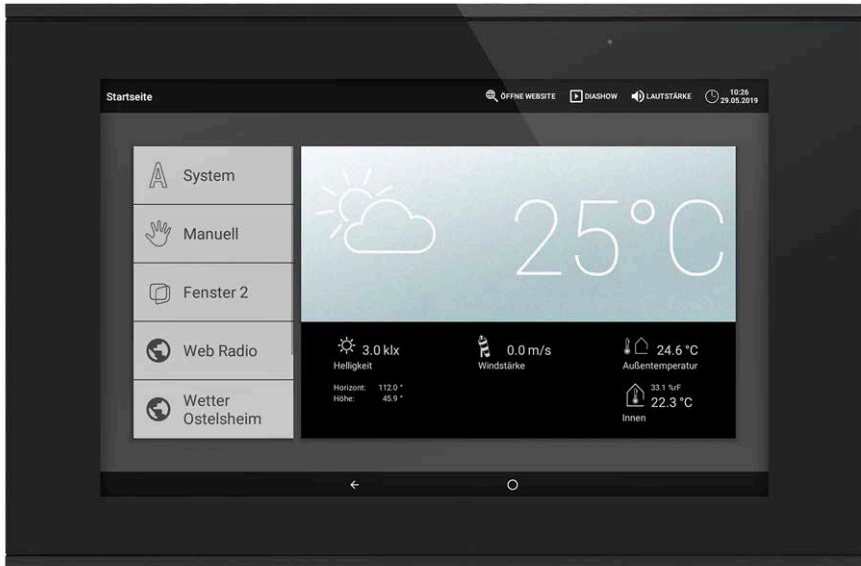 Startseite
ÖFFNE WEBSITE
DIASHOW
LAUTSTÄRKE
10:26
29.05.2019
System
Manuell
Fenster 2
Web Radio
Wetter
Ostelsheim
25°C
3.0 klx
Helligkeit
Horizont: 112.0 °
Höhe: 45.9 °
0.0 m/s
Windstärke
24.6 °C
Außentemperatur
33.1 %rF
22.3 °C
Innen